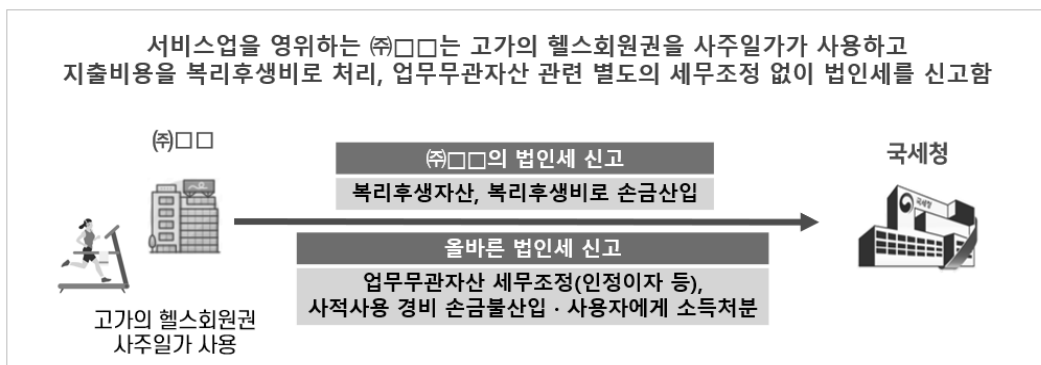 서비스업을 영위하는 ㈜□□는 고가의 헬스회원권을 사주일가가 사용하고
지출비용을 복리후생비로 처리, 업무무관자산 관련 별도의 세무조정 없이 법인세를 신고함
㈜□□
㈜□□의 법인세 신고
복리후생자산, 복리후생비로 손금산입
국세청
국세청
올바른 법인세 신고
업무무관자산 세무조정(인정이자 등),
사적사용 경비 손금불산입 · 사용자에게 소득처분
고가의 헬스회원권
사주일가 사용